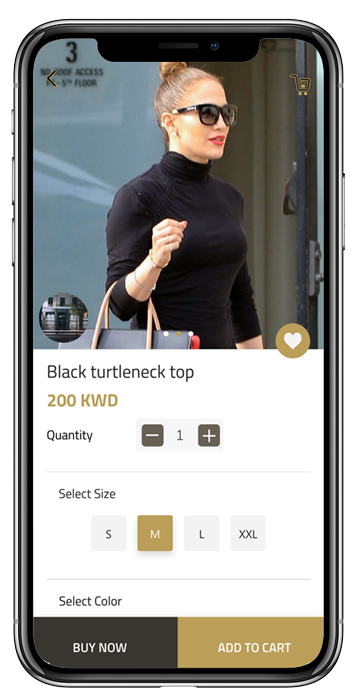 3
NO ROOF ACCESS
5TH FLOOR
Black turtleneck top
200 KWD
Quantity
1
Select Size
S M L XXL
Select Color
BUY NOW ADD TO CART